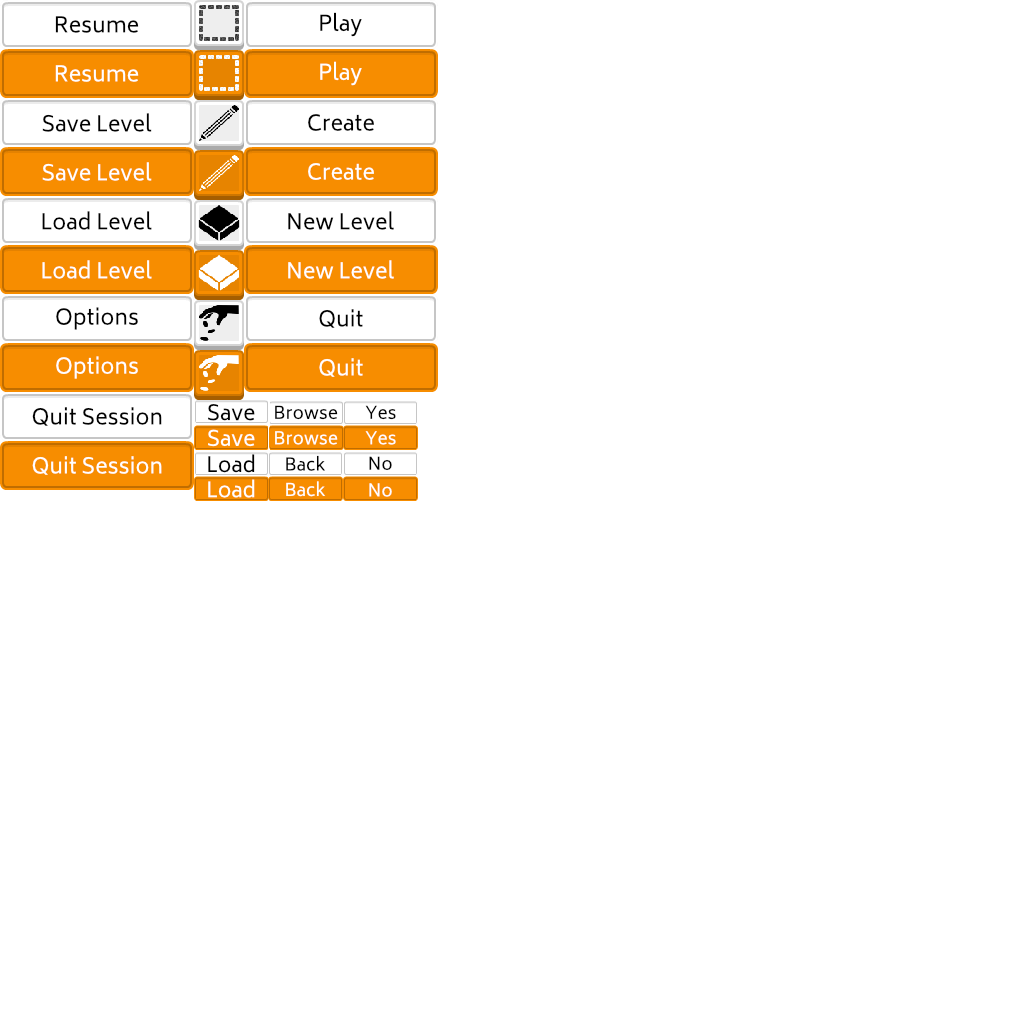 Resume
Play
Resume
Play
Save Level
Create
Save Level
Create
Load Level
New Level
Load Level
New Level
Options
Quit
Options
Quit
Quit Session
Save
Browse
Yes
Save
Browse
Yes
Quit Session
Load
Back
No
Load
Back
No